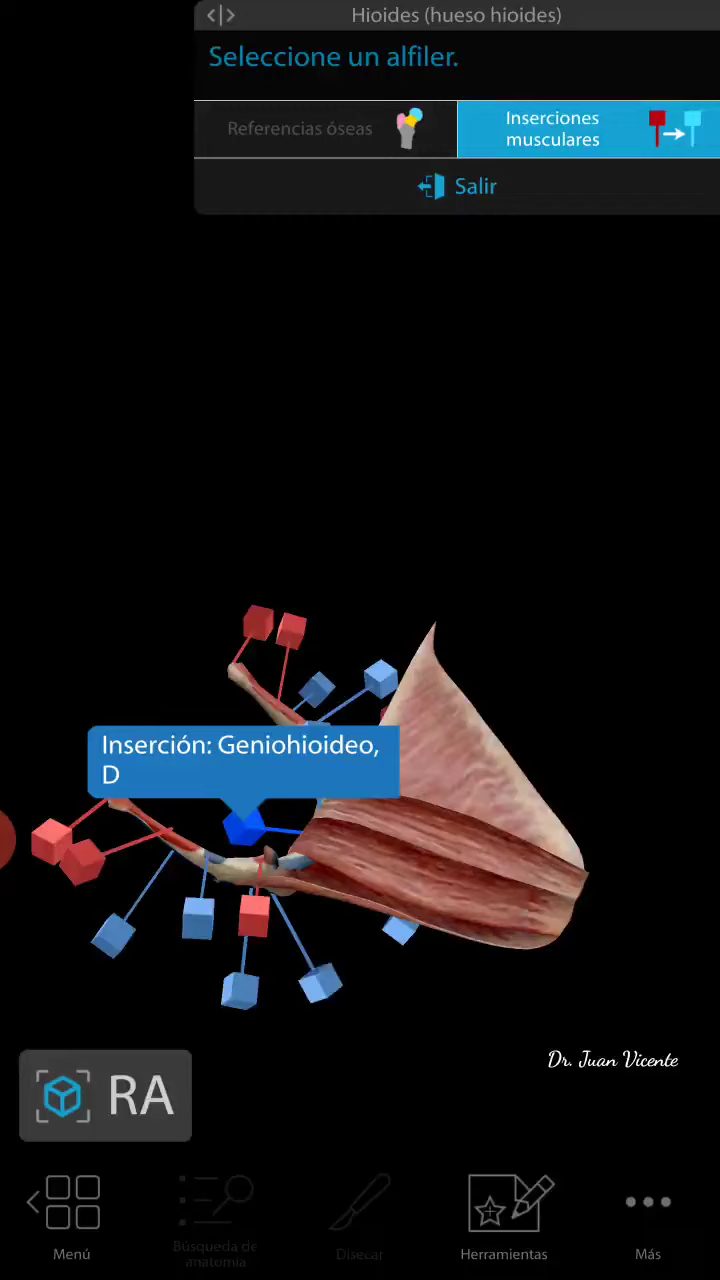 Hioides (hueso hioides)
Seleccione un alfiler.
Referencias óseas
Inserciones
musculares
Salir
Inserción: Geniohioideo,
D
Dr. Juan Vicente
RA
Menú
Búsqueda de
anatomía
Disecar
Herramientas
Más